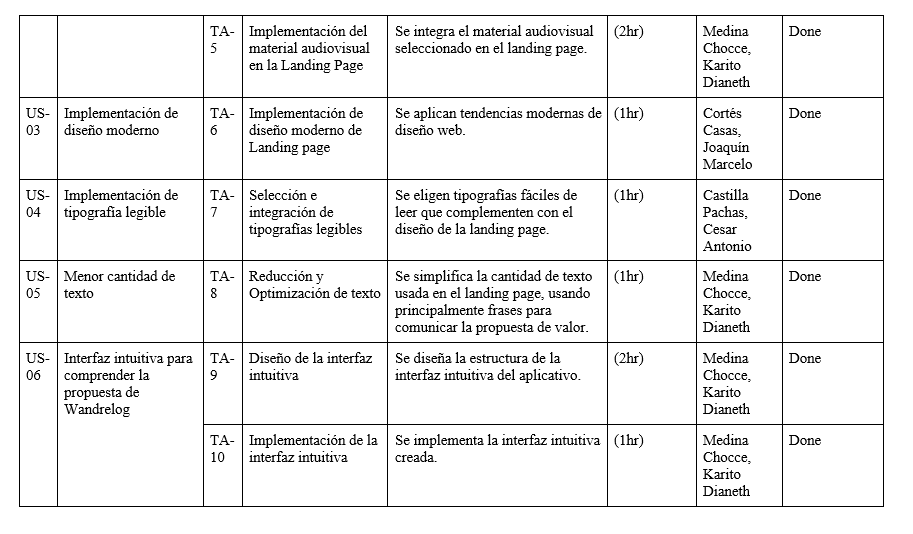 TA-
5
Implementación del
material audiovisual
en la Landing Page
Se integra el material audiovisual
seleccionado en el landing page.
(2hr)
Medina
Chocce,
Karito
Dianeth
Done
US-
03
Implementación de
diseño moderno
TA-
6
Implementación de
diseño moderno de
Landing page
Se aplican tendencias modernas de
diseño web.
(1hr)
Cortés
Casas,
Joaquín
Marcelo
Done
US-
04
Implementación de
tipografía legible
TA-
7
Selección e
integración de
tipografías legibles
Se eligen tipografías fáciles de
leer que complementen con el
diseño de la landing page.
(1hr)
Castilla
Pachas,
Cesar
Antonio
Done
US-
05
Menor cantidad de
texto
TA-
8
Reducción y
Optimización de texto
Se simplifica la cantidad de texto
usada en el landing page, usando
principalmente frases para
comunicar la propuesta de valor.
(1hr)
Medina
Chocce,
Karito
Dianeth
Done
US-
06
Interfaz intuitiva para
comprender la
propuesta de
Wandrelog
TA-
9
Diseño de la interfaz
intuitiva
Se diseña la estructura de la
interfaz intuitiva del aplicativo.
(2hr)
Medina
Chocce,
Karito
Dianeth
Done
TA-
10
Implementación de la
interfaz intuitiva
Se implementa la interfaz intuitiva
creada.
(1hr)
Medina
Chocce,
Karito
Dianeth
Done